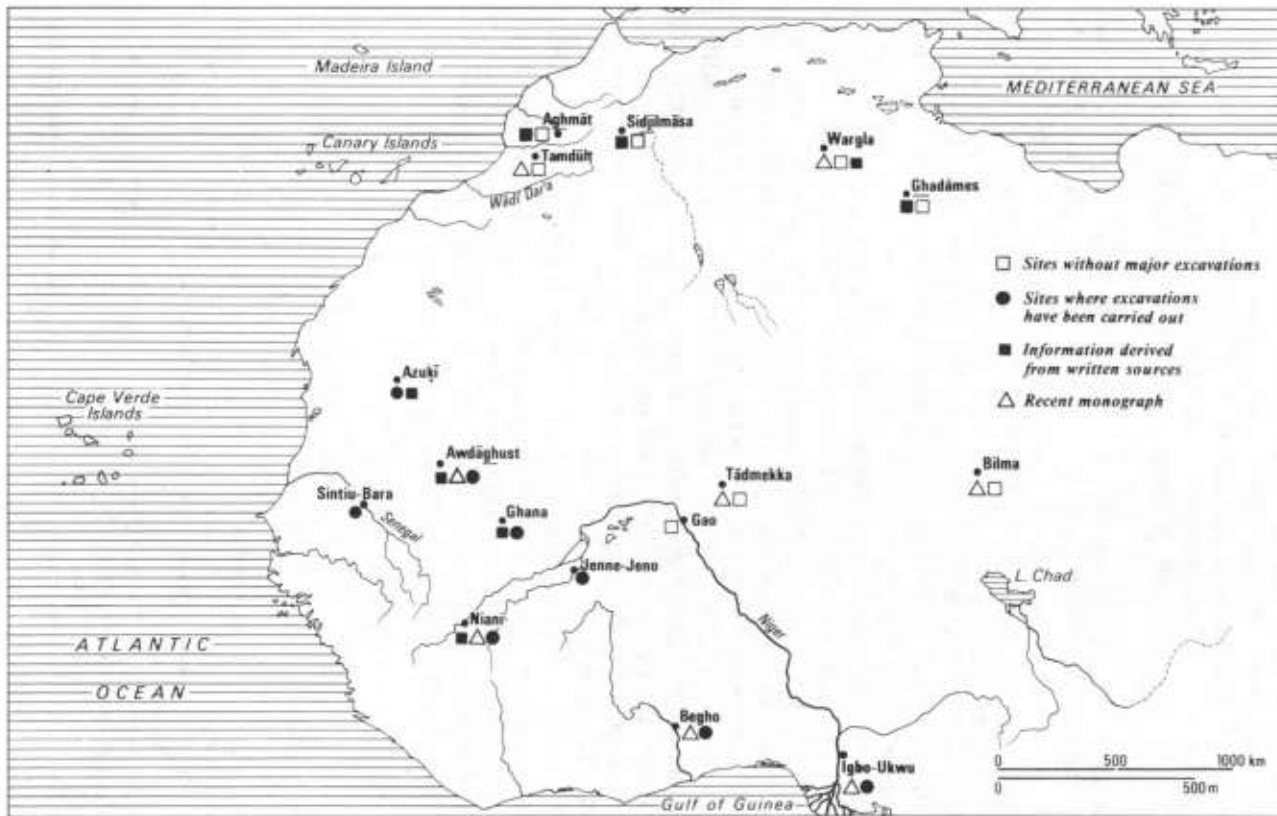 Madeira Island
MEDITERRANEAN SEA
Aghmāt
Sidjilmāsa
Canary Islands
Wargla
Tamdūlt
Wādī Dar'a
Ghadāmes
□ Sites without major excavations
● Sites where excavations
have been carried out
■ Information derived
from written sources
△ Recent monograph
Azuḳī
Cape Verde
Islands
Awdāghust
Bilma
Tādmekka
Sintiu-Bara
Ghana
Senegal
Gao
Jenne-Jeno
L. Chad
Niani
Niger
ATLANTIC
OCEAN
Begho
Igbo-Ukwu
0 500 1000 km
0 500 m
Gulf of Guinea